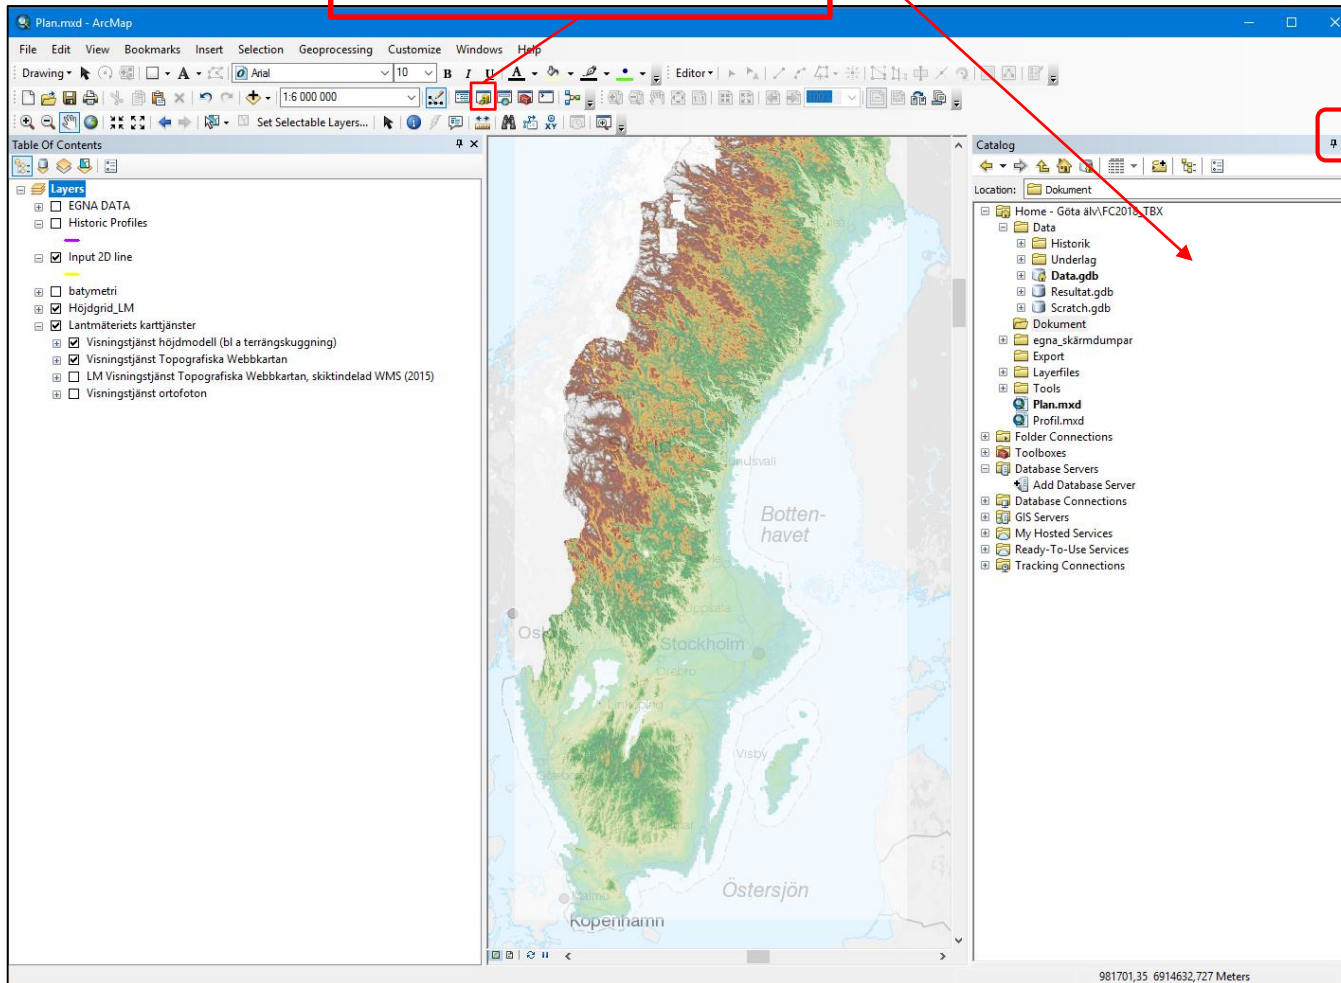 Plan.mxd - ArcMap
File Edit View Bookmarks Insert Selection Geoprocessing Customize Windows Help
Drawing Arial 10 B I U A Editor
1:6 000 000
Set Selectable Layers...
Table Of Contents
Layers
EGNA DATA
Historic Profiles
Input 2D line
batymetri
Höjdgrid_LM
Lantmäteriets karttjänster
Visningstjänst höjdmodell (bl a terrängskuggning)
Visningstjänst Topografiska Webbkartan
LM Visningstjänst Topografiska Webbkartan, skiktindelad WMS (2015)
Visningstjänst ortofoton
Botten-
havet
Uppsala
Stockholm
Örebro
Linköping
Visby
Östersjön
Köpenhamn
Catalog
Location: Dokument
Home - Göta älv\FC2018_TBX
Data
Historik
Underlag
Data.gdb
Resultat.gdb
Scratch.gdb
Dokument
egna_skärmdumpar
Export
Layerfiles
Tools
Plan.mxd
Profil.mxd
Folder Connections
Toolboxes
Database Servers
Add Database Server
Database Connections
GIS Servers
My Hosted Services
Ready-To-Use Services
Tracking Connections
981701,35 6914632,727 Meters